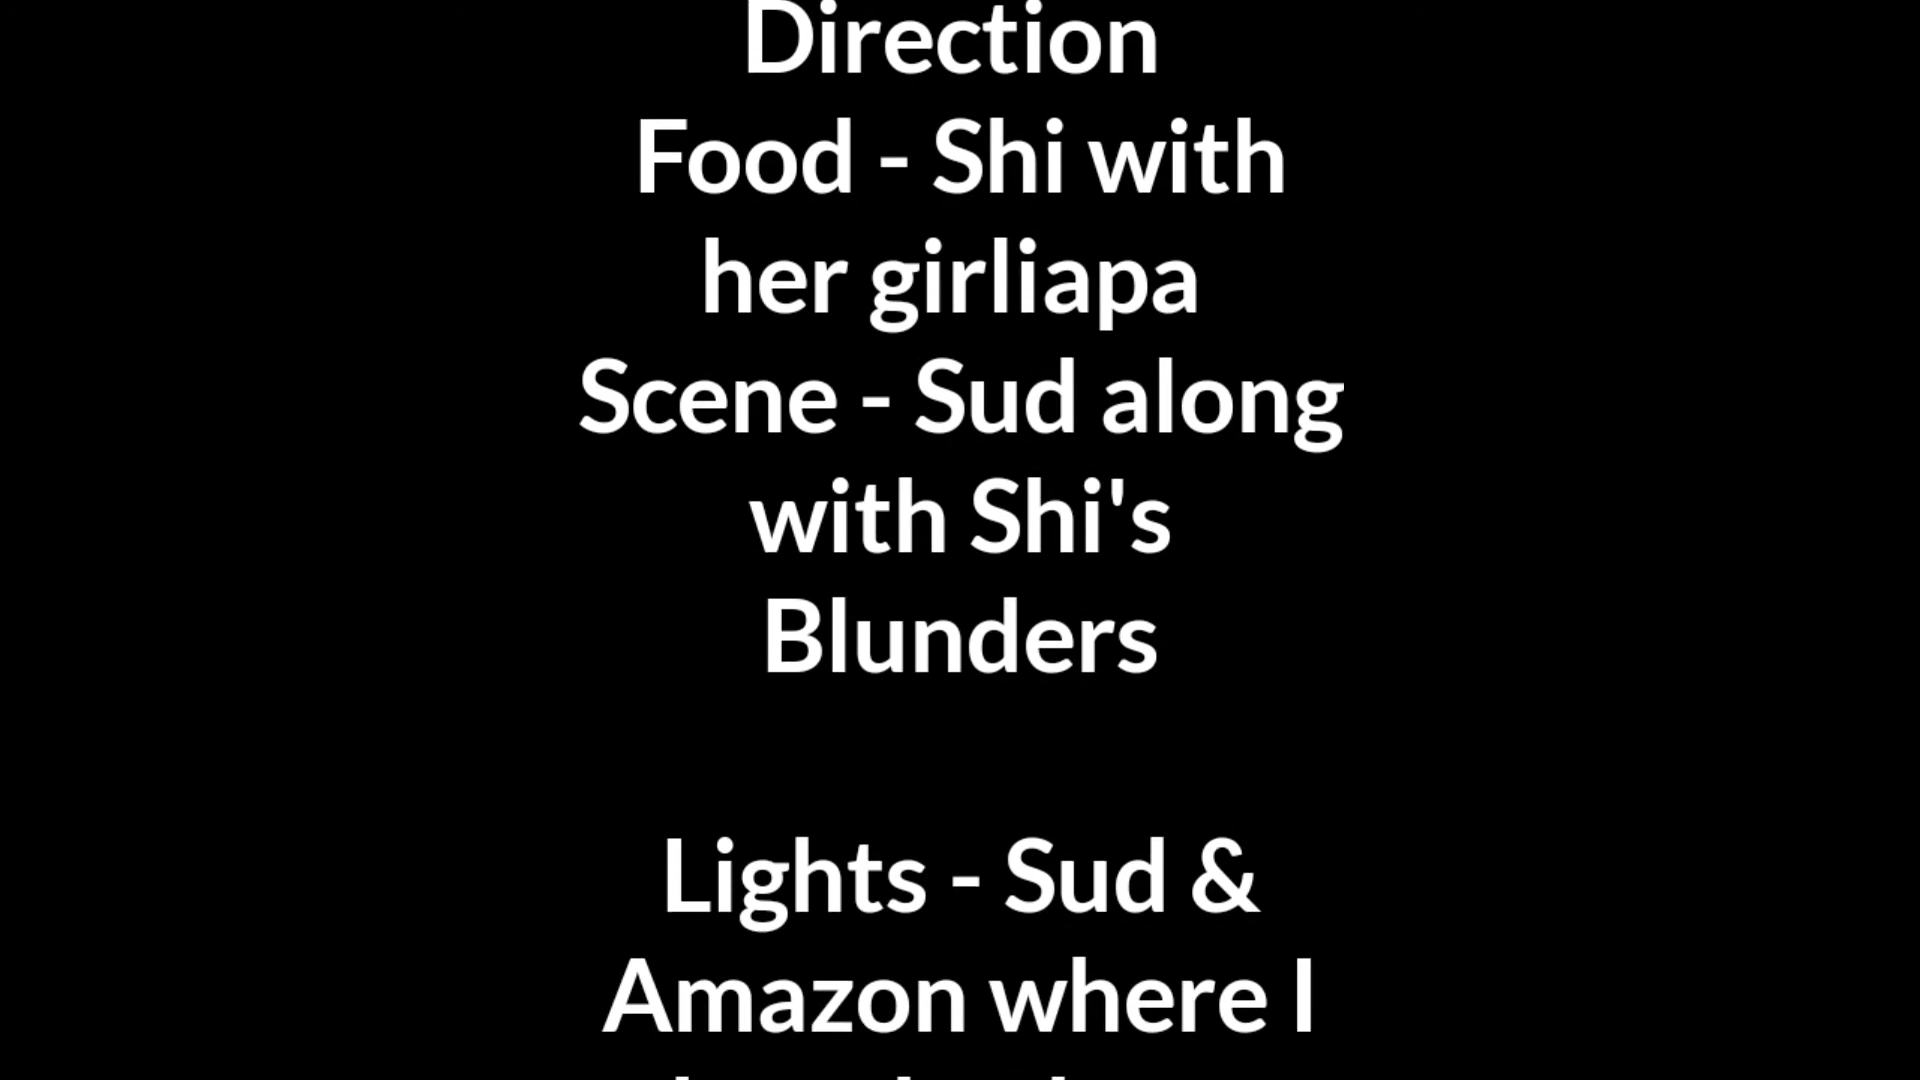 Direction
Food - Shi with
her girliapa
Scene - Sud along
with Shi's
Blunders
Lights - Sud &
Amazon where I